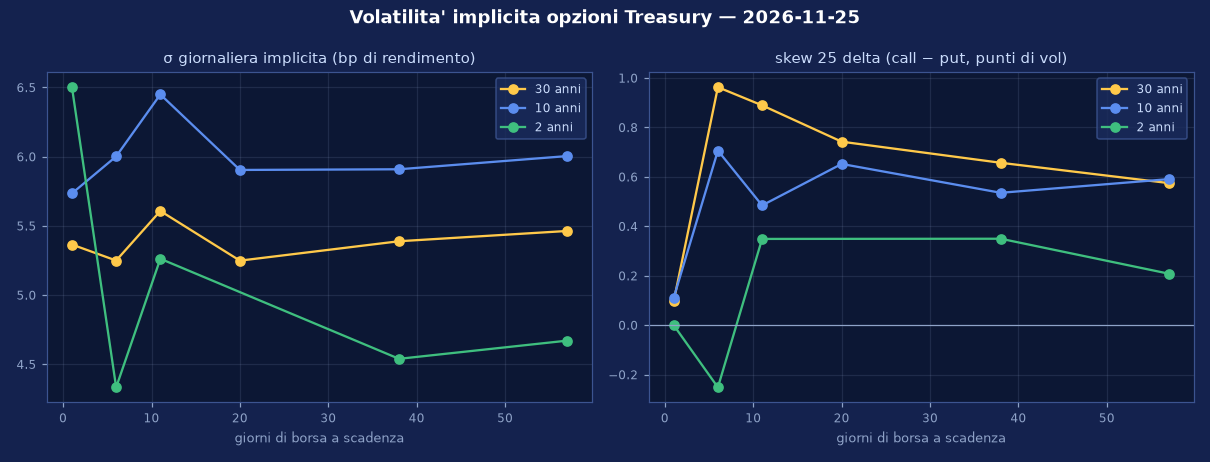 Volatilita' implicita opzioni Treasury — 2026-11-25
σ giornaliera implicita (bp di rendimento)
6.5
6.0
5.5
5.0
4.5
0
10
20
30
40
50
giorni di borsa a scadenza
30 anni
10 anni
2 anni
skew 25 delta (call − put, punti di vol)
1.0
0.8
0.6
0.4
0.2
0.0
−0.2
0
10
20
30
40
50
giorni di borsa a scadenza
30 anni
10 anni
2 anni